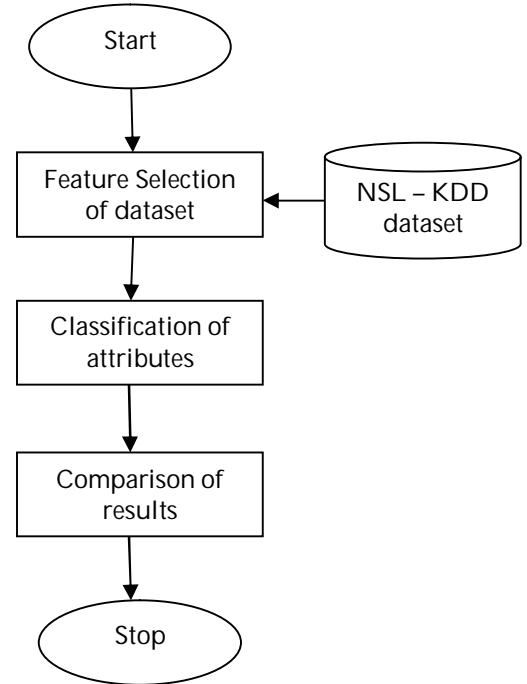 Start
Feature Selection
of dataset
NSL – KDD
dataset
Classification of
attributes
Comparison of
results
Stop